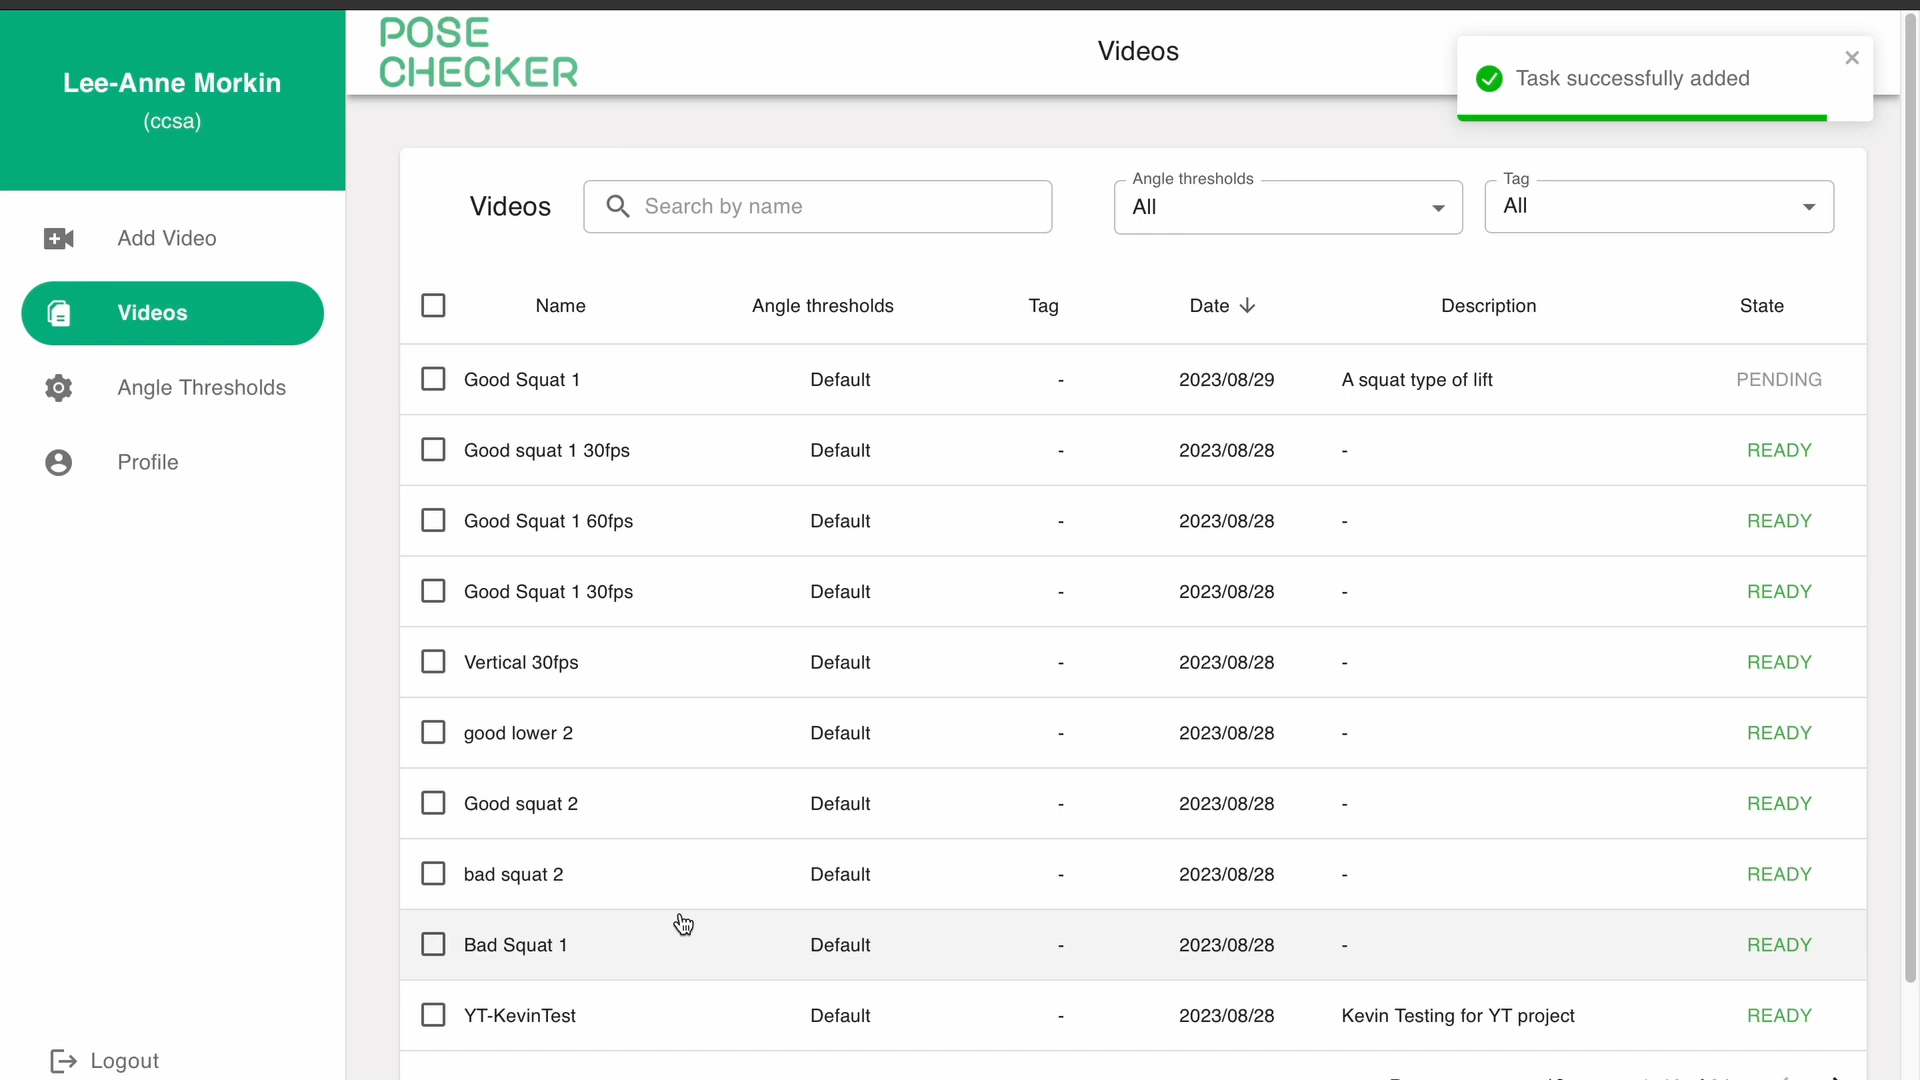 Lee-Anne Morkin
(ccsa)
Add Video
Videos
Angle Thresholds
Profile
Logout
POSE
CHECKER
Videos
Task successfully added
Videos
Search by name
Angle thresholds
All
Tag
All
Name Angle thresholds Tag Date Description State
Good Squat 1 Default - 2023/08/29 A squat type of lift PENDING
Good squat 1 30fps Default - 2023/08/28 - READY
Good Squat 1 60fps Default - 2023/08/28 - READY
Good Squat 1 30fps Default - 2023/08/28 - READY
Vertical 30fps Default - 2023/08/28 - READY
good lower 2 Default - 2023/08/28 - READY
Good squat 2 Default - 2023/08/28 - READY
bad squat 2 Default - 2023/08/28 - READY
Bad Squat 1 Default - 2023/08/28 - READY
YT-KevinTest Default - 2023/08/28 Kevin Testing for YT project READY